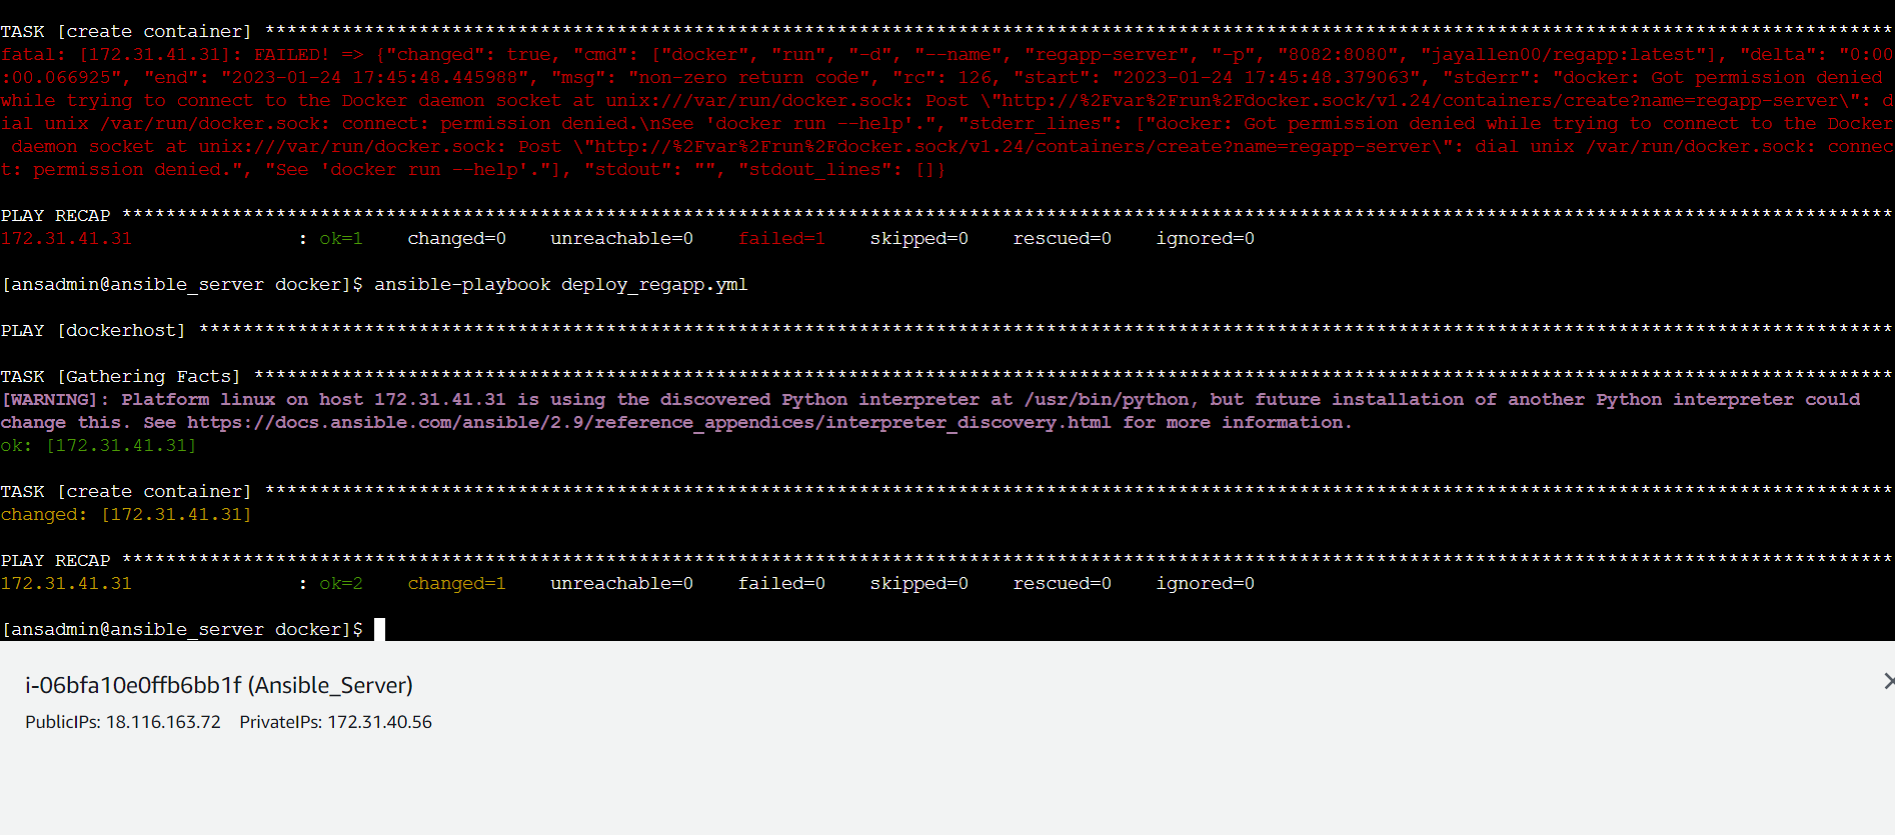 TASK [create container] ****************************************************************************************************************************************************
fatal: [172.31.41.31]: FAILED! => {"changed": true, "cmd": ["docker", "run", "-d", "--name", "regapp-server", "-p", "8082:8080", "jayallen00/regapp:latest"], "delta": "0:00
:00.066925", "end": "2023-01-24 17:45:48.445988", "msg": "non-zero return code", "rc": 126, "start": "2023-01-24 17:45:48.379063", "stderr": "docker: Got permission denied
while trying to connect to the Docker daemon socket at unix:///var/run/docker.sock: Post \"http://%2Fvar%2Frun%2Fdocker.sock/v1.24/containers/create?name=regapp-server\": d
ial unix /var/run/docker.sock: connect: permission denied.\nSee 'docker run --help'.", "stderr_lines": ["docker: Got permission denied while trying to connect to the Docker
daemon socket at unix:///var/run/docker.sock: Post \"http://%2Fvar%2Frun%2Fdocker.sock/v1.24/containers/create?name=regapp-server\": dial unix /var/run/docker.sock: connec
t: permission denied.", "See 'docker run --help'."], "stdout": "", "stdout_lines": []}
PLAY RECAP *****************************************************************************************************************************************************************
172.31.41.31 : ok=1 changed=0 unreachable=0 failed=1 skipped=0 rescued=0 ignored=0
[ansadmin@ansible_server docker]$ ansible-playbook deploy_regapp.yml
PLAY [dockerhost] **********************************************************************************************************************************************************
TASK [Gathering Facts] *****************************************************************************************************************************************************
[WARNING]: Platform linux on host 172.31.41.31 is using the discovered Python interpreter at /usr/bin/python, but future installation of another Python interpreter could
change this. See https://docs.ansible.com/ansible/2.9/reference_appendices/interpreter_discovery.html for more information.
ok: [172.31.41.31]
TASK [create container] ****************************************************************************************************************************************************
changed: [172.31.41.31]
PLAY RECAP *****************************************************************************************************************************************************************
172.31.41.31 : ok=2 changed=1 unreachable=0 failed=0 skipped=0 rescued=0 ignored=0
[ansadmin@ansible_server docker]$
i-06bfa10e0ffb6bb1f (Ansible_Server)
PublicIPs: 18.116.163.72 PrivateIPs: 172.31.40.56